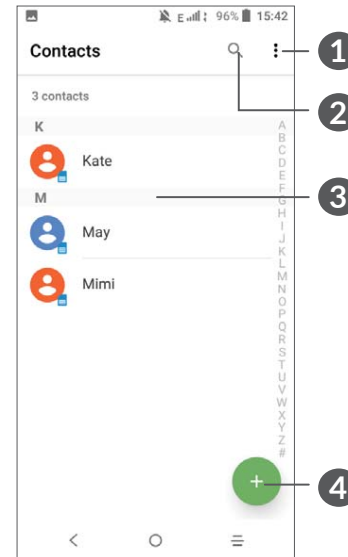 E 96% 15:42
Contacts
1
3 contacts
2
K
Kate
M
3
May
Mimi
A
B
C
D
E
F
G
H
I
J
K
L
M
N
O
P
Q
R
S
T
U
V
W
X
Y
Z
#
+
4